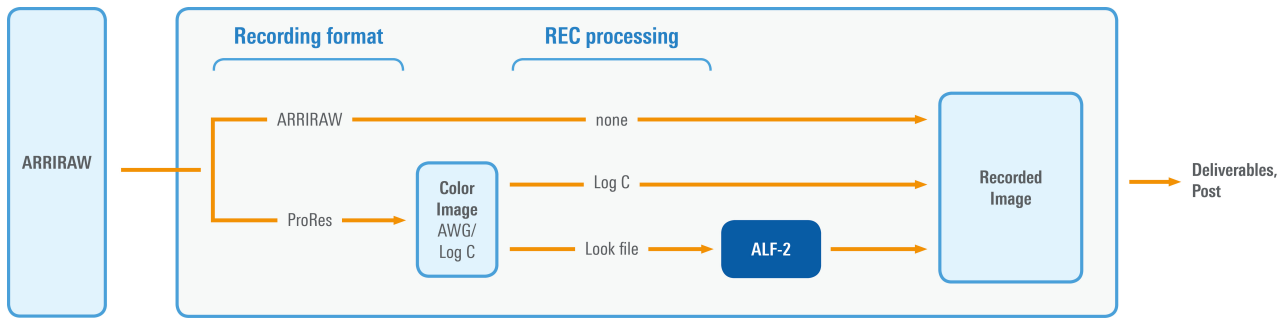 Recording format
REC processing
ARRIRAW
ARRIRAW
none
ProRes
Color
Image
AWG/
Log C
Log C
Look file
ALF-2
Recorded
Image
Deliverables,
Post